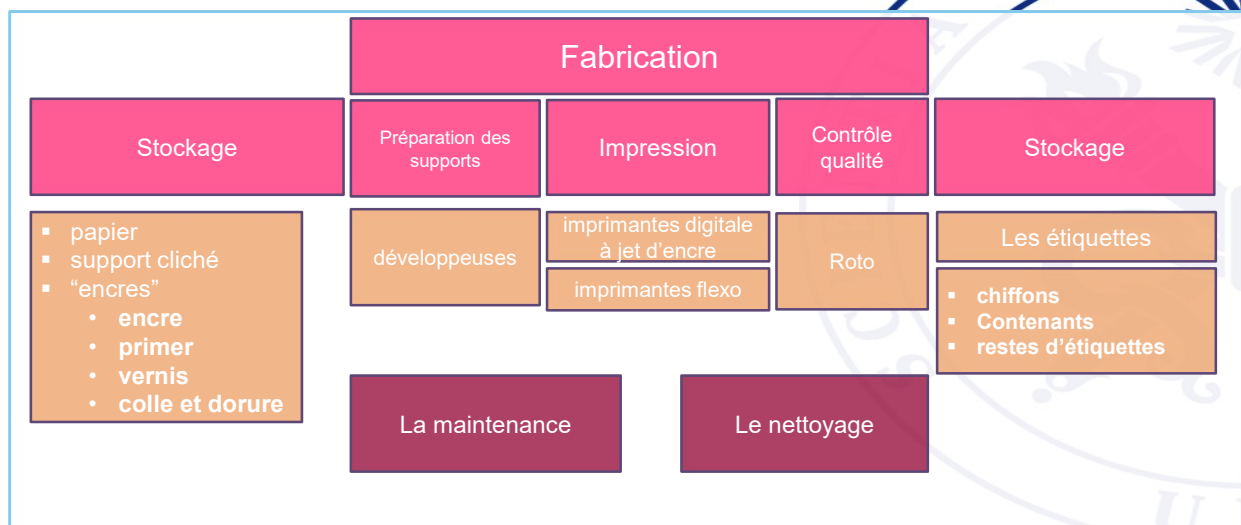 Fabrication
Stockage
Préparation des
supports
Impression
Contrôle
qualité
Stockage
▪ papier
▪ support cliché
▪ “encres”
• encre
• primer
• vernis
• colle et dorure
développeuses
imprimantes digitale
à jet d’encre
imprimantes flexo
Roto
Les étiquettes
▪ chiffons
▪ Contenants
▪ restes d’étiquettes
La maintenance
Le nettoyage